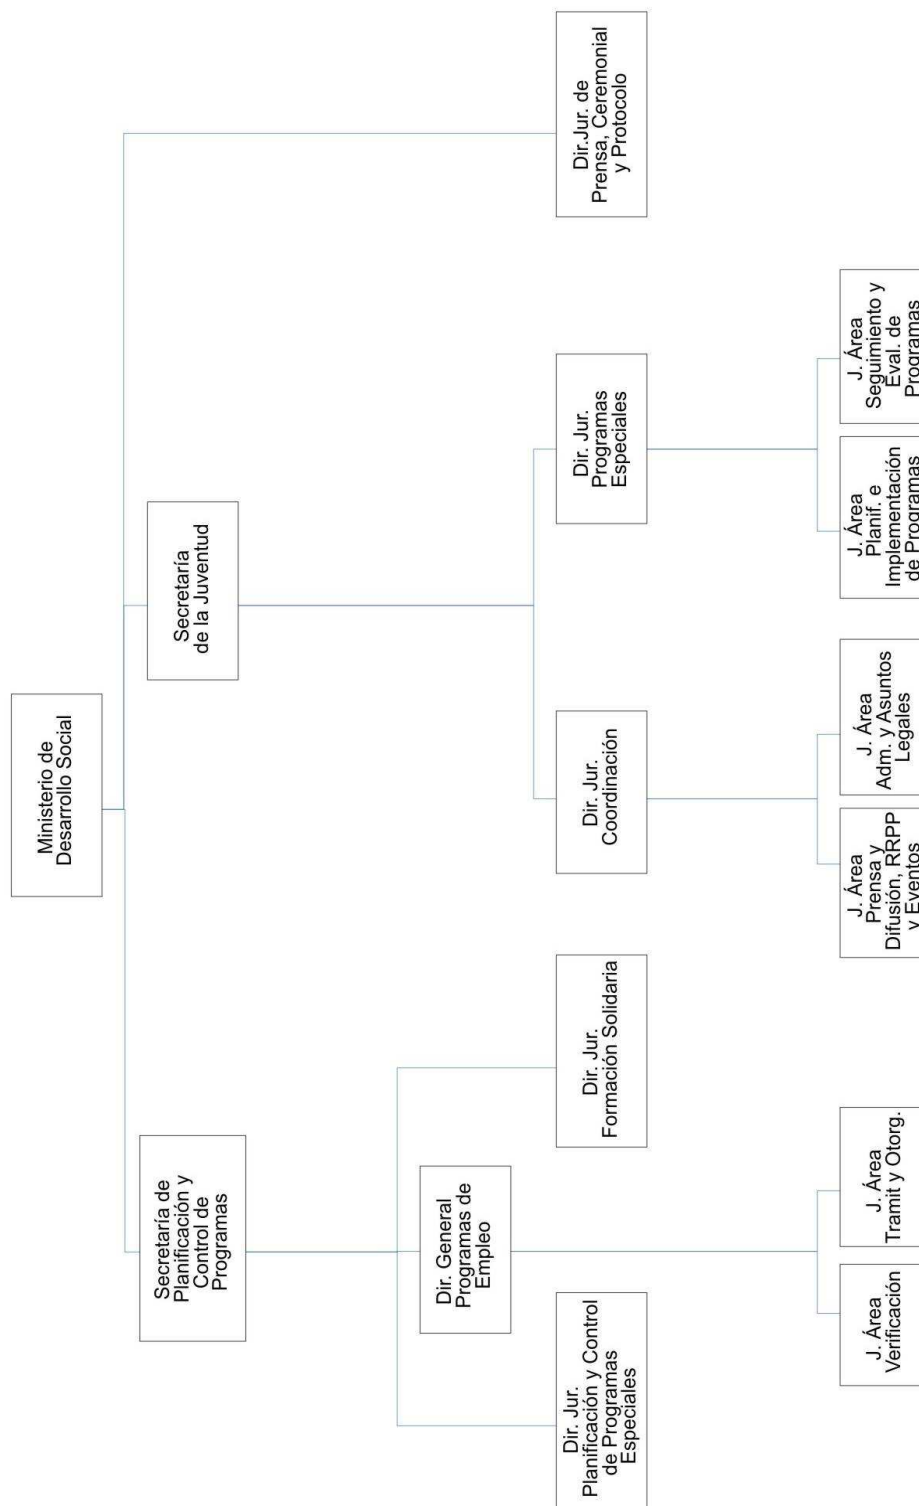 Ministerio de
Desarrollo Social
Secretaría de
Planificación y
Control de
Programas
Secretaría
de la Juventud
Dir. General
Programas de
Empleo
Dir. Jur.
Planificación y Control
de Programas
Especiales
Dir. Jur.
Formación Solidaria
Dir. Jur.
Coordinación
Dir. Jur.
Programas
Especiales
Dir.Jur. de
Prensa, Ceremonial
y Protocolo
J. Área
Verificación
J. Área
Tramit y Otorg.
J. Área
Prensa y
Difusión, RRPP
y Eventos
J. Área
Adm. y Asuntos
Legales
J. Área
Planif. e
Implementación
de Programas
J. Área
Seguimiento y
Eval. de
Programas